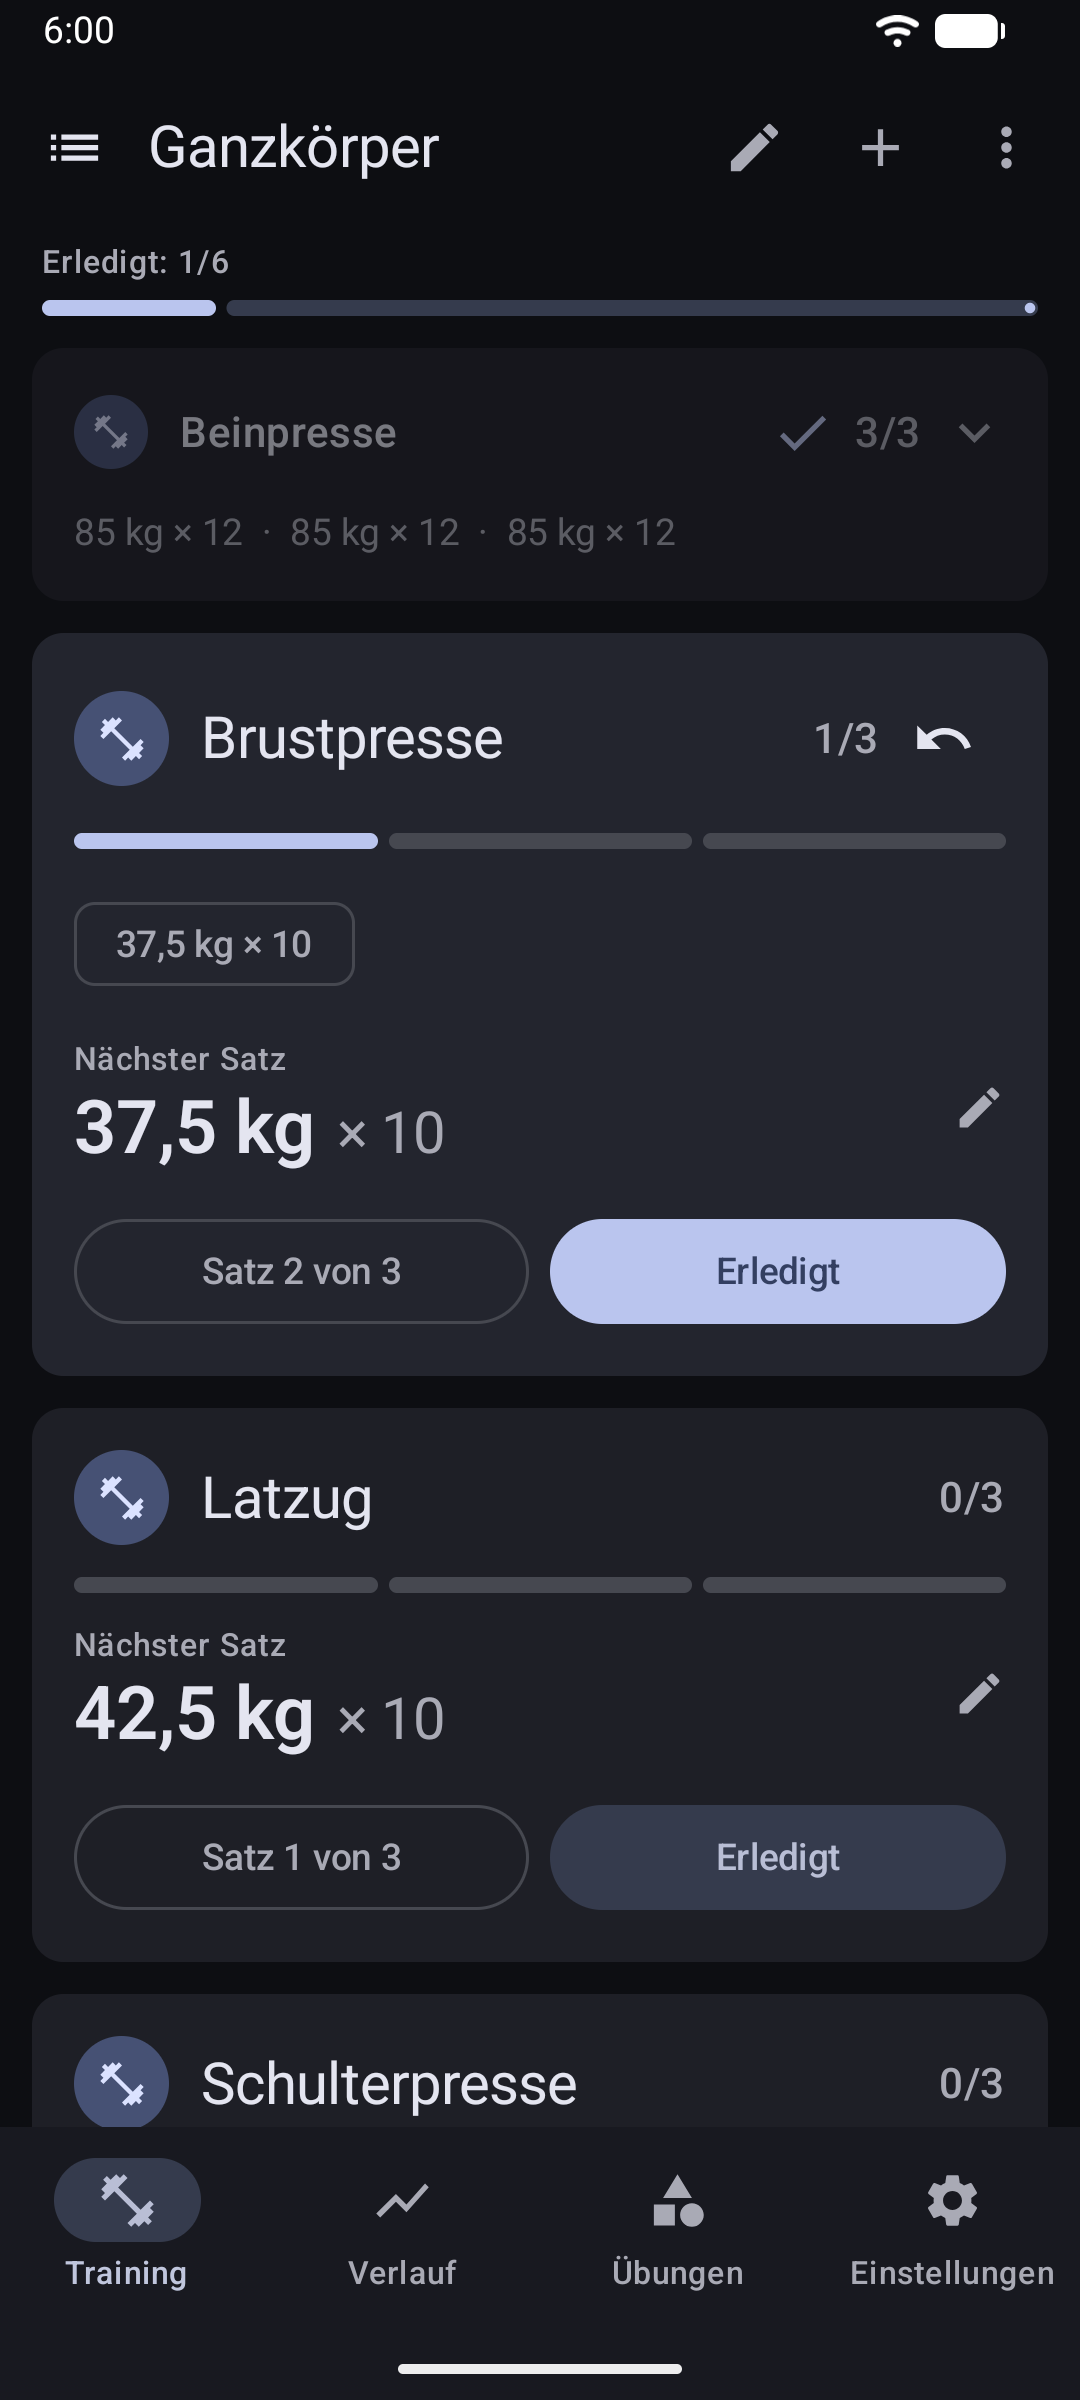 6:00
Ganzkörper
Erledigt: 1/6
Beinpresse 3/3
85 kg × 12 · 85 kg × 12 · 85 kg × 12
Brustpresse 1/3
37,5 kg × 10
Nächster Satz
37,5 kg × 10
Satz 2 von 3 Erledigt
Latzug 0/3
Nächster Satz
42,5 kg × 10
Satz 1 von 3 Erledigt
Schulterpresse 0/3
Training Verlauf Übungen Einstellungen